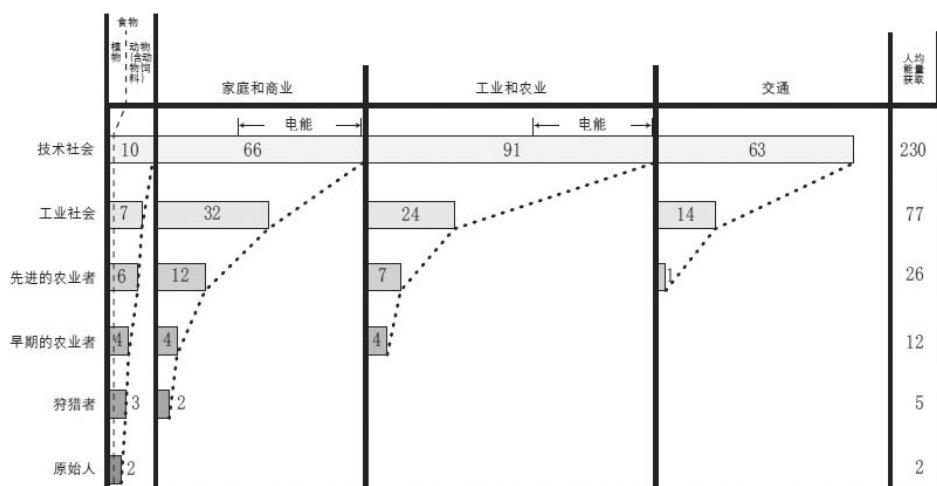 食物
植物
动物
(含动物饲料)
家庭和商业
工业和农业
交通
人均能量获取
电能
电能
技术社会 10 66 91 63 230
工业社会 7 32 24 14 77
先进的农业者 6 12 7 1 26
早期的农业者 4 4 4 12
狩猎者 3 2 5
原始人 2 2